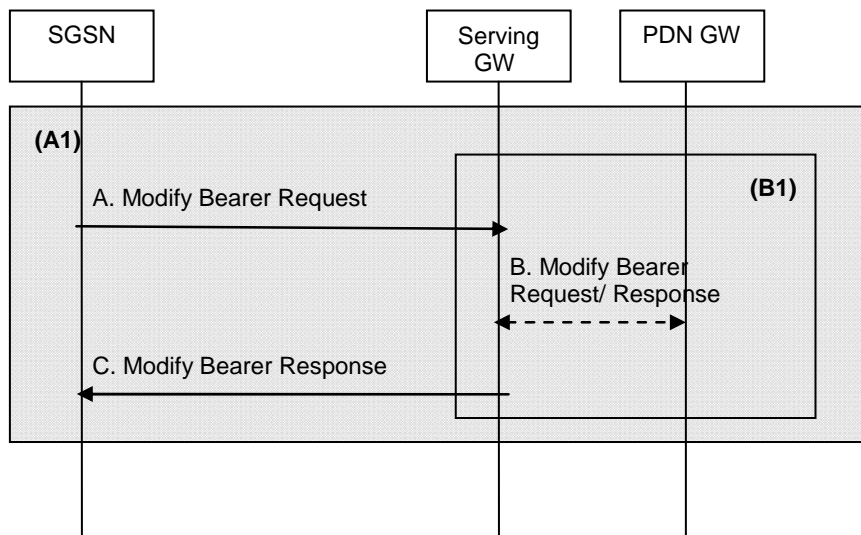 SGSN
Serving
GW
PDN GW
(A1)
(B1)
A. Modify Bearer Request
B. Modify Bearer
Request/ Response
C. Modify Bearer Response